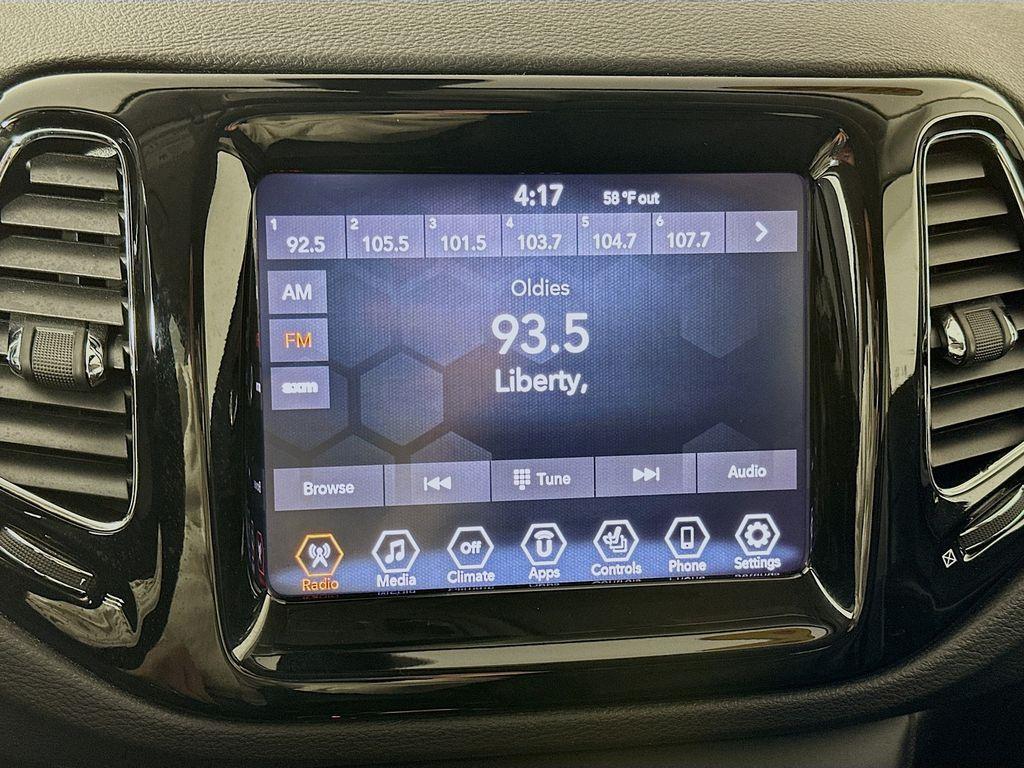 4:17 58 °F out
1 92.5 2 105.5 3 101.5 4 103.7 5 104.7 6 107.7
AM
FM
sxm
Oldies
93.5
Liberty,
Browse Tune Audio
Off
Radio Media Climate Apps Controls Phone Settings